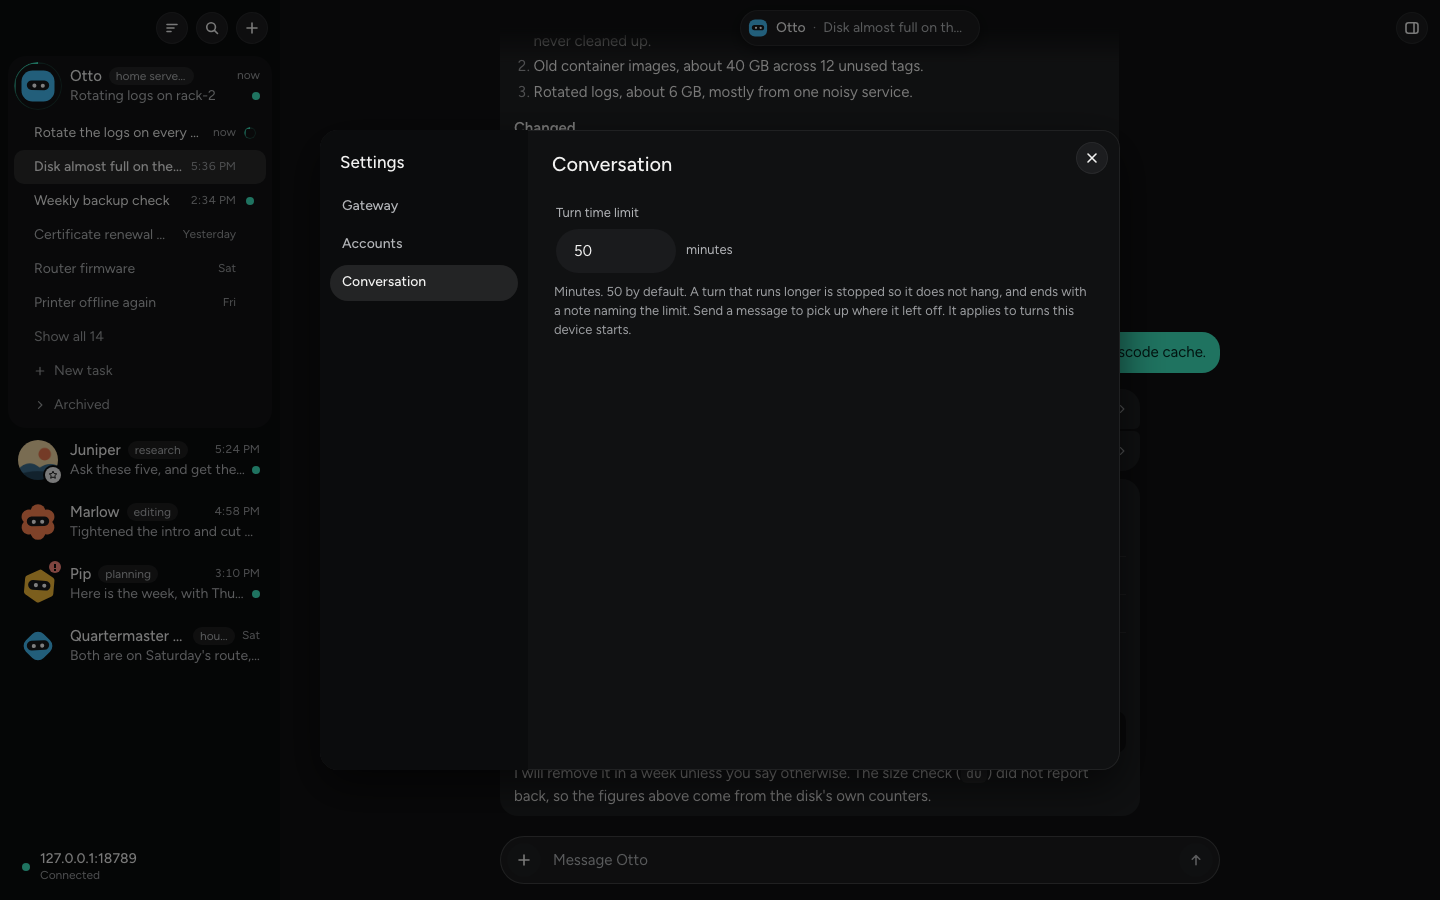 Otto · Disk almost full on th...
Otto home serve... now
Rotating logs on rack-2
Rotate the logs on every ... now
Disk almost full on the... 5:36 PM
Weekly backup check 2:34 PM
Certificate renewal ... Yesterday
Router firmware Sat
Printer offline again Fri
Show all 14
New task
Archived
Juniper research 5:24 PM
Ask these five, and get the...
Marlow editing 4:58 PM
Tightened the intro and cut ...
Pip planning 3:10 PM
Here is the week, with Thu...
Quartermaster ... hou... Sat
Both are on Saturday's route,...
127.0.0.1:18789
Connected
never cleaned up.
2. Old container images, about 40 GB across 12 unused tags.
3. Rotated logs, about 6 GB, mostly from one noisy service.
Changed
Settings
Gateway
Accounts
Conversation
Conversation
Turn time limit
50 minutes
Minutes. 50 by default. A turn that runs longer is stopped so it does not hang, and ends with
a note naming the limit. Send a message to pick up where it left off. It applies to turns this
device starts.
scode cache.
I will remove it in a week unless you say otherwise. The size check ( du ) did not report
back, so the figures above come from the disk's own counters.
Message Otto